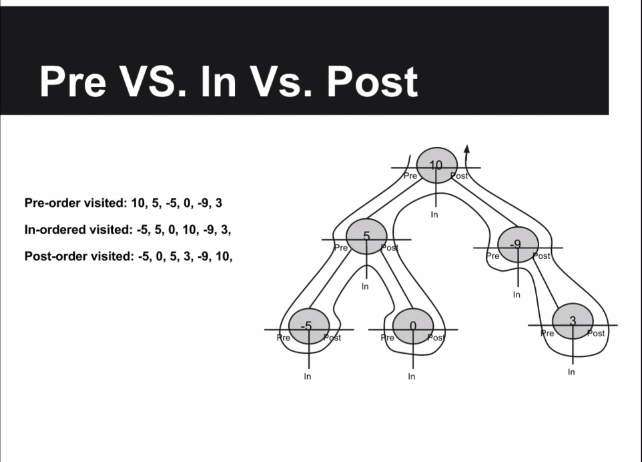 Pre VS. In Vs. Post
Pre-order visited: 10, 5, -5, 0, -9, 3
In-ordered visited: -5, 5, 0, 10, -9, 3,
Post-order visited: -5, 0, 5, 3, -9, 10,
10
Pre
Post
In
5
Pre
Post
In
-9
Pre
Post
In
-5
Pre
Post
In
0
Pre
Post
In
3
Pre
Post
In